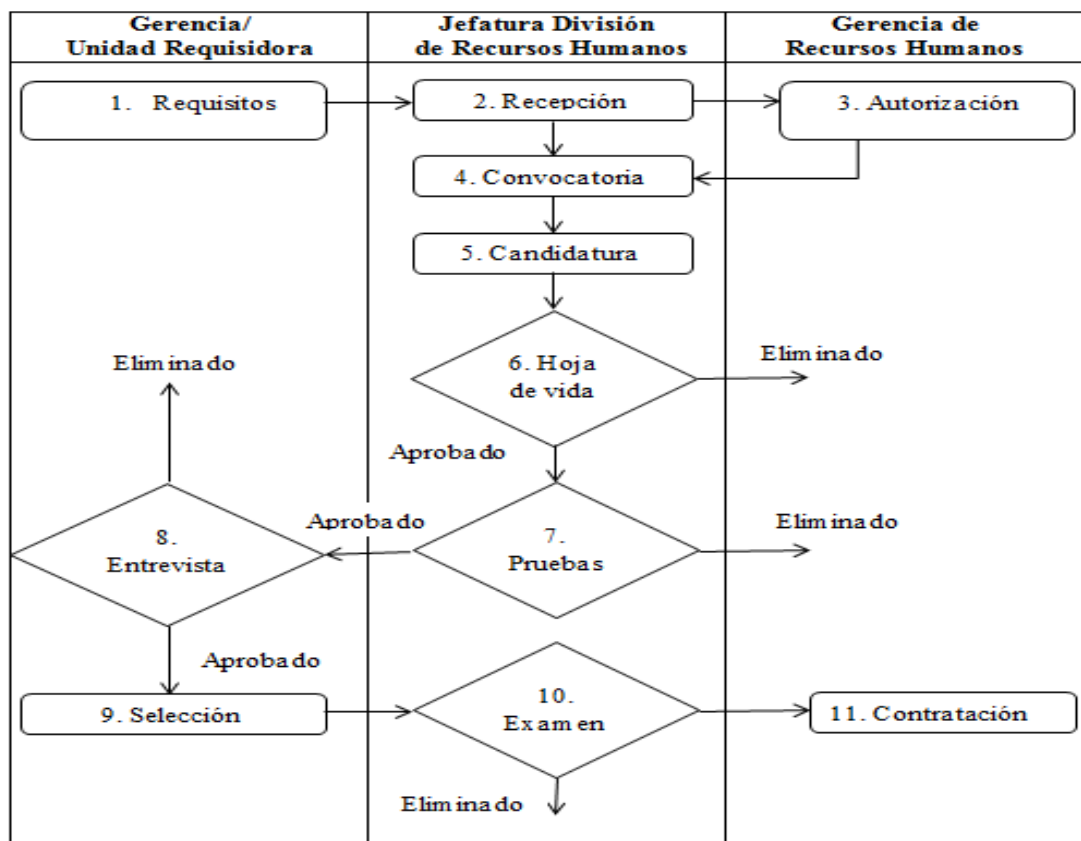 Gerencia/
Unidad Requisidora
Jefatura División
de Recursos Humanos
Gerencia de
Recursos Humanos
1. Requisitos
2. Recepción
3. Autorización
4. Convocatoria
5. Candidatura
6. Hoja
de vida
Eliminado
Eliminado
Aprobado
7.
Pruebas
Eliminado
Aprobado
8.
Entrevista
Aprobado
9. Selección
10.
Examen
11. Contratación
Eliminado